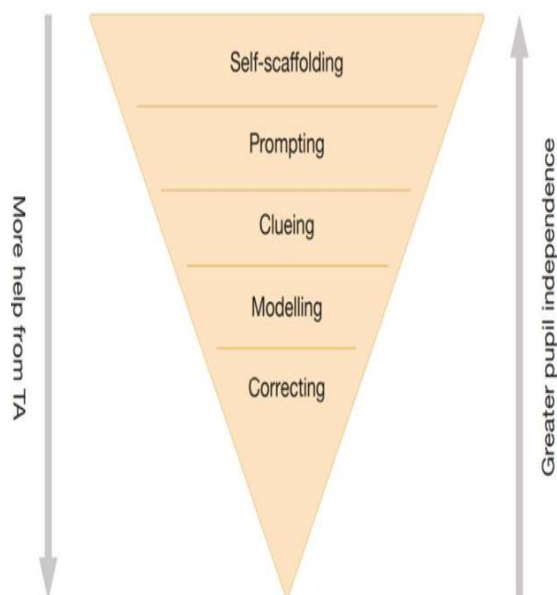 Self-scaffolding
Prompting
Clueing
Modelling
Correcting
More help from TA
Greater pupil independence